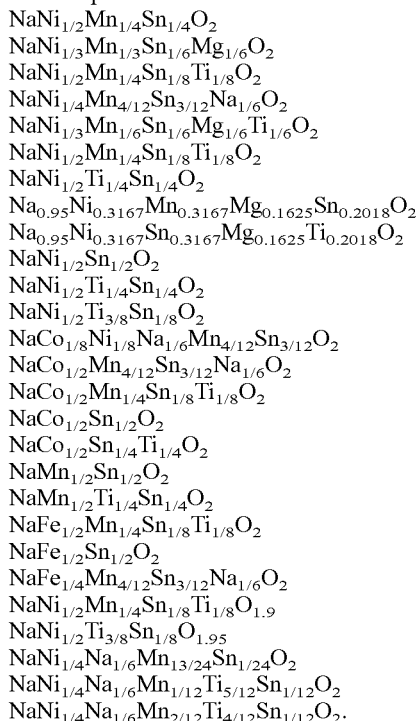 NaNi1/2Mn1/4Sn1/4O2
NaNi1/3Mn1/3Sn1/6Mg1/6O2
NaNi1/2Mn1/4Sn1/8Ti1/8O2
NaNi1/4Mn4/12Sn3/12Na1/6O2
NaNi1/3Mn1/6Sn1/6Mg1/6Ti1/6O2
NaNi1/2Mn1/4Sn1/8Ti1/8O2
NaNi1/2Ti1/4Sn1/4O2
Na0.95Ni0.3167Mn0.3167Mg0.1625Sn0.2018O2
Na0.95Ni0.3167Sn0.3167Mg0.1625Ti0.2018O2
NaNi1/2Sn1/2O2
NaNi1/2Ti1/4Sn1/4O2
NaNi1/2Ti3/8Sn1/8O2
NaCo1/8Ni1/8Na1/6Mn4/12Sn3/12O2
NaCo1/2Mn4/12Sn3/12Na1/6O2
NaCo1/2Mn1/4Sn1/8Ti1/8O2
NaCo1/2Sn1/2O2
NaCo1/2Sn1/4Ti1/4O2
NaMn1/2Sn1/2O2
NaMn1/2Ti1/4Sn1/4O2
NaFe1/2Mn1/4Sn1/8Ti1/8O2
NaFe1/2Sn1/2O2
NaFe1/4Mn4/12Sn3/12Na1/6O2
NaNi1/2Mn1/4Sn1/8Ti1/8O1.9
NaNi1/2Ti3/8Sn1/8O1.95
NaNi1/4Na1/6Mn13/24Sn1/24O2
NaNi1/4Na1/6Mn1/12Ti5/12Sn1/12O2
NaNi1/4Na1/6Mn2/12Ti4/12Sn1/12O2.